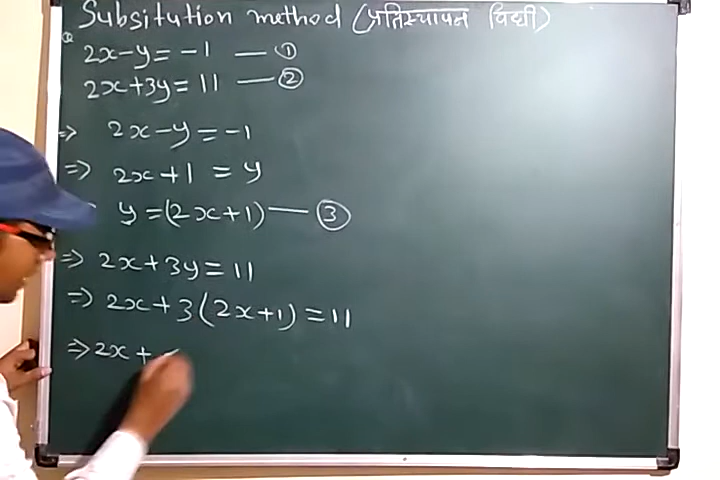 Subsitution method (प्रतिस्थापन विधी)
2x-y=-1 — ①
2x+3y=11 — ②
=> 2x-y=-1
=> 2x+1=y
y=(2x+1) — ③
=> 2x+3y=11
=> 2x+3(2x+1)=11
=> 2x+